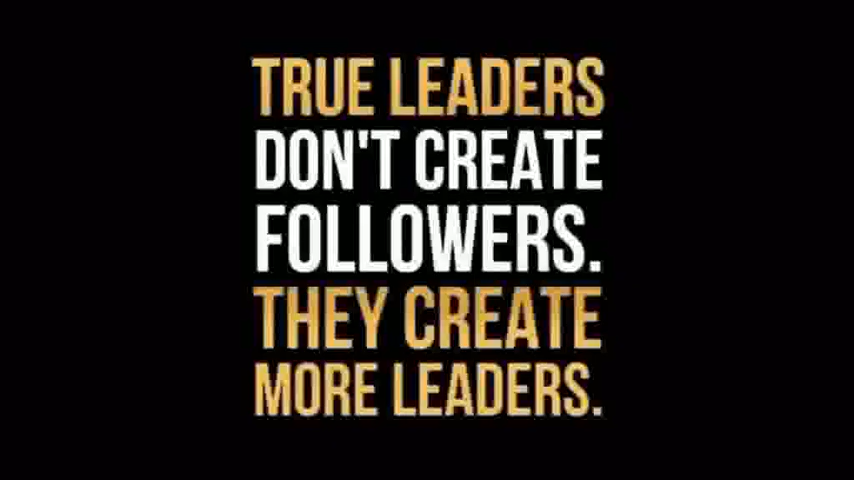 TRUE LEADERS
DON'T CREATE
FOLLOWERS.
THEY CREATE
MORE LEADERS.